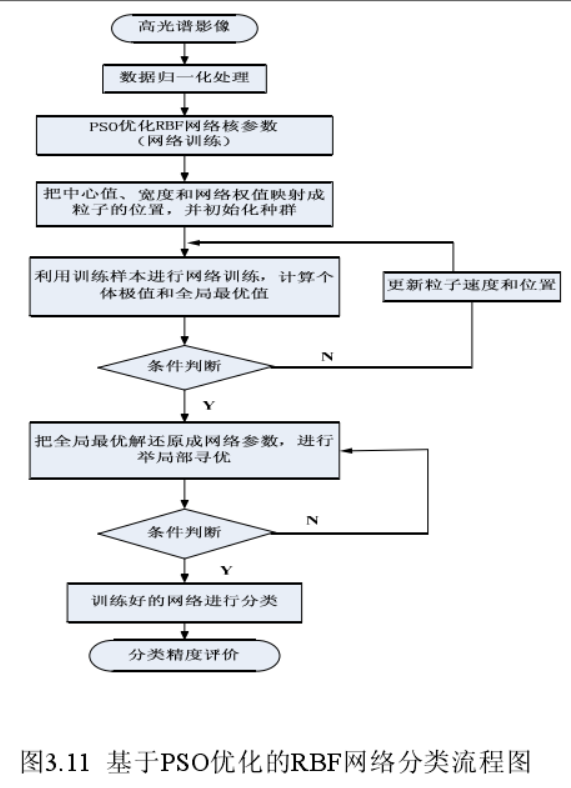 高光谱影像
数据归一化处理
PSO优化RBF网络核参数
（网络训练）
把中心值、宽度和网络权值映射成
粒子的位置，并初始化种群
利用训练样本进行网络训练，计算个
体极值和全局最优值
更新粒子速度和位置
条件判断
N
Y
把全局最优解还原成网络参数，进行
举局部寻优
条件判断
N
Y
训练好的网络进行分类
分类精度评价
图3.11 基于PSO优化的RBF网络分类流程图